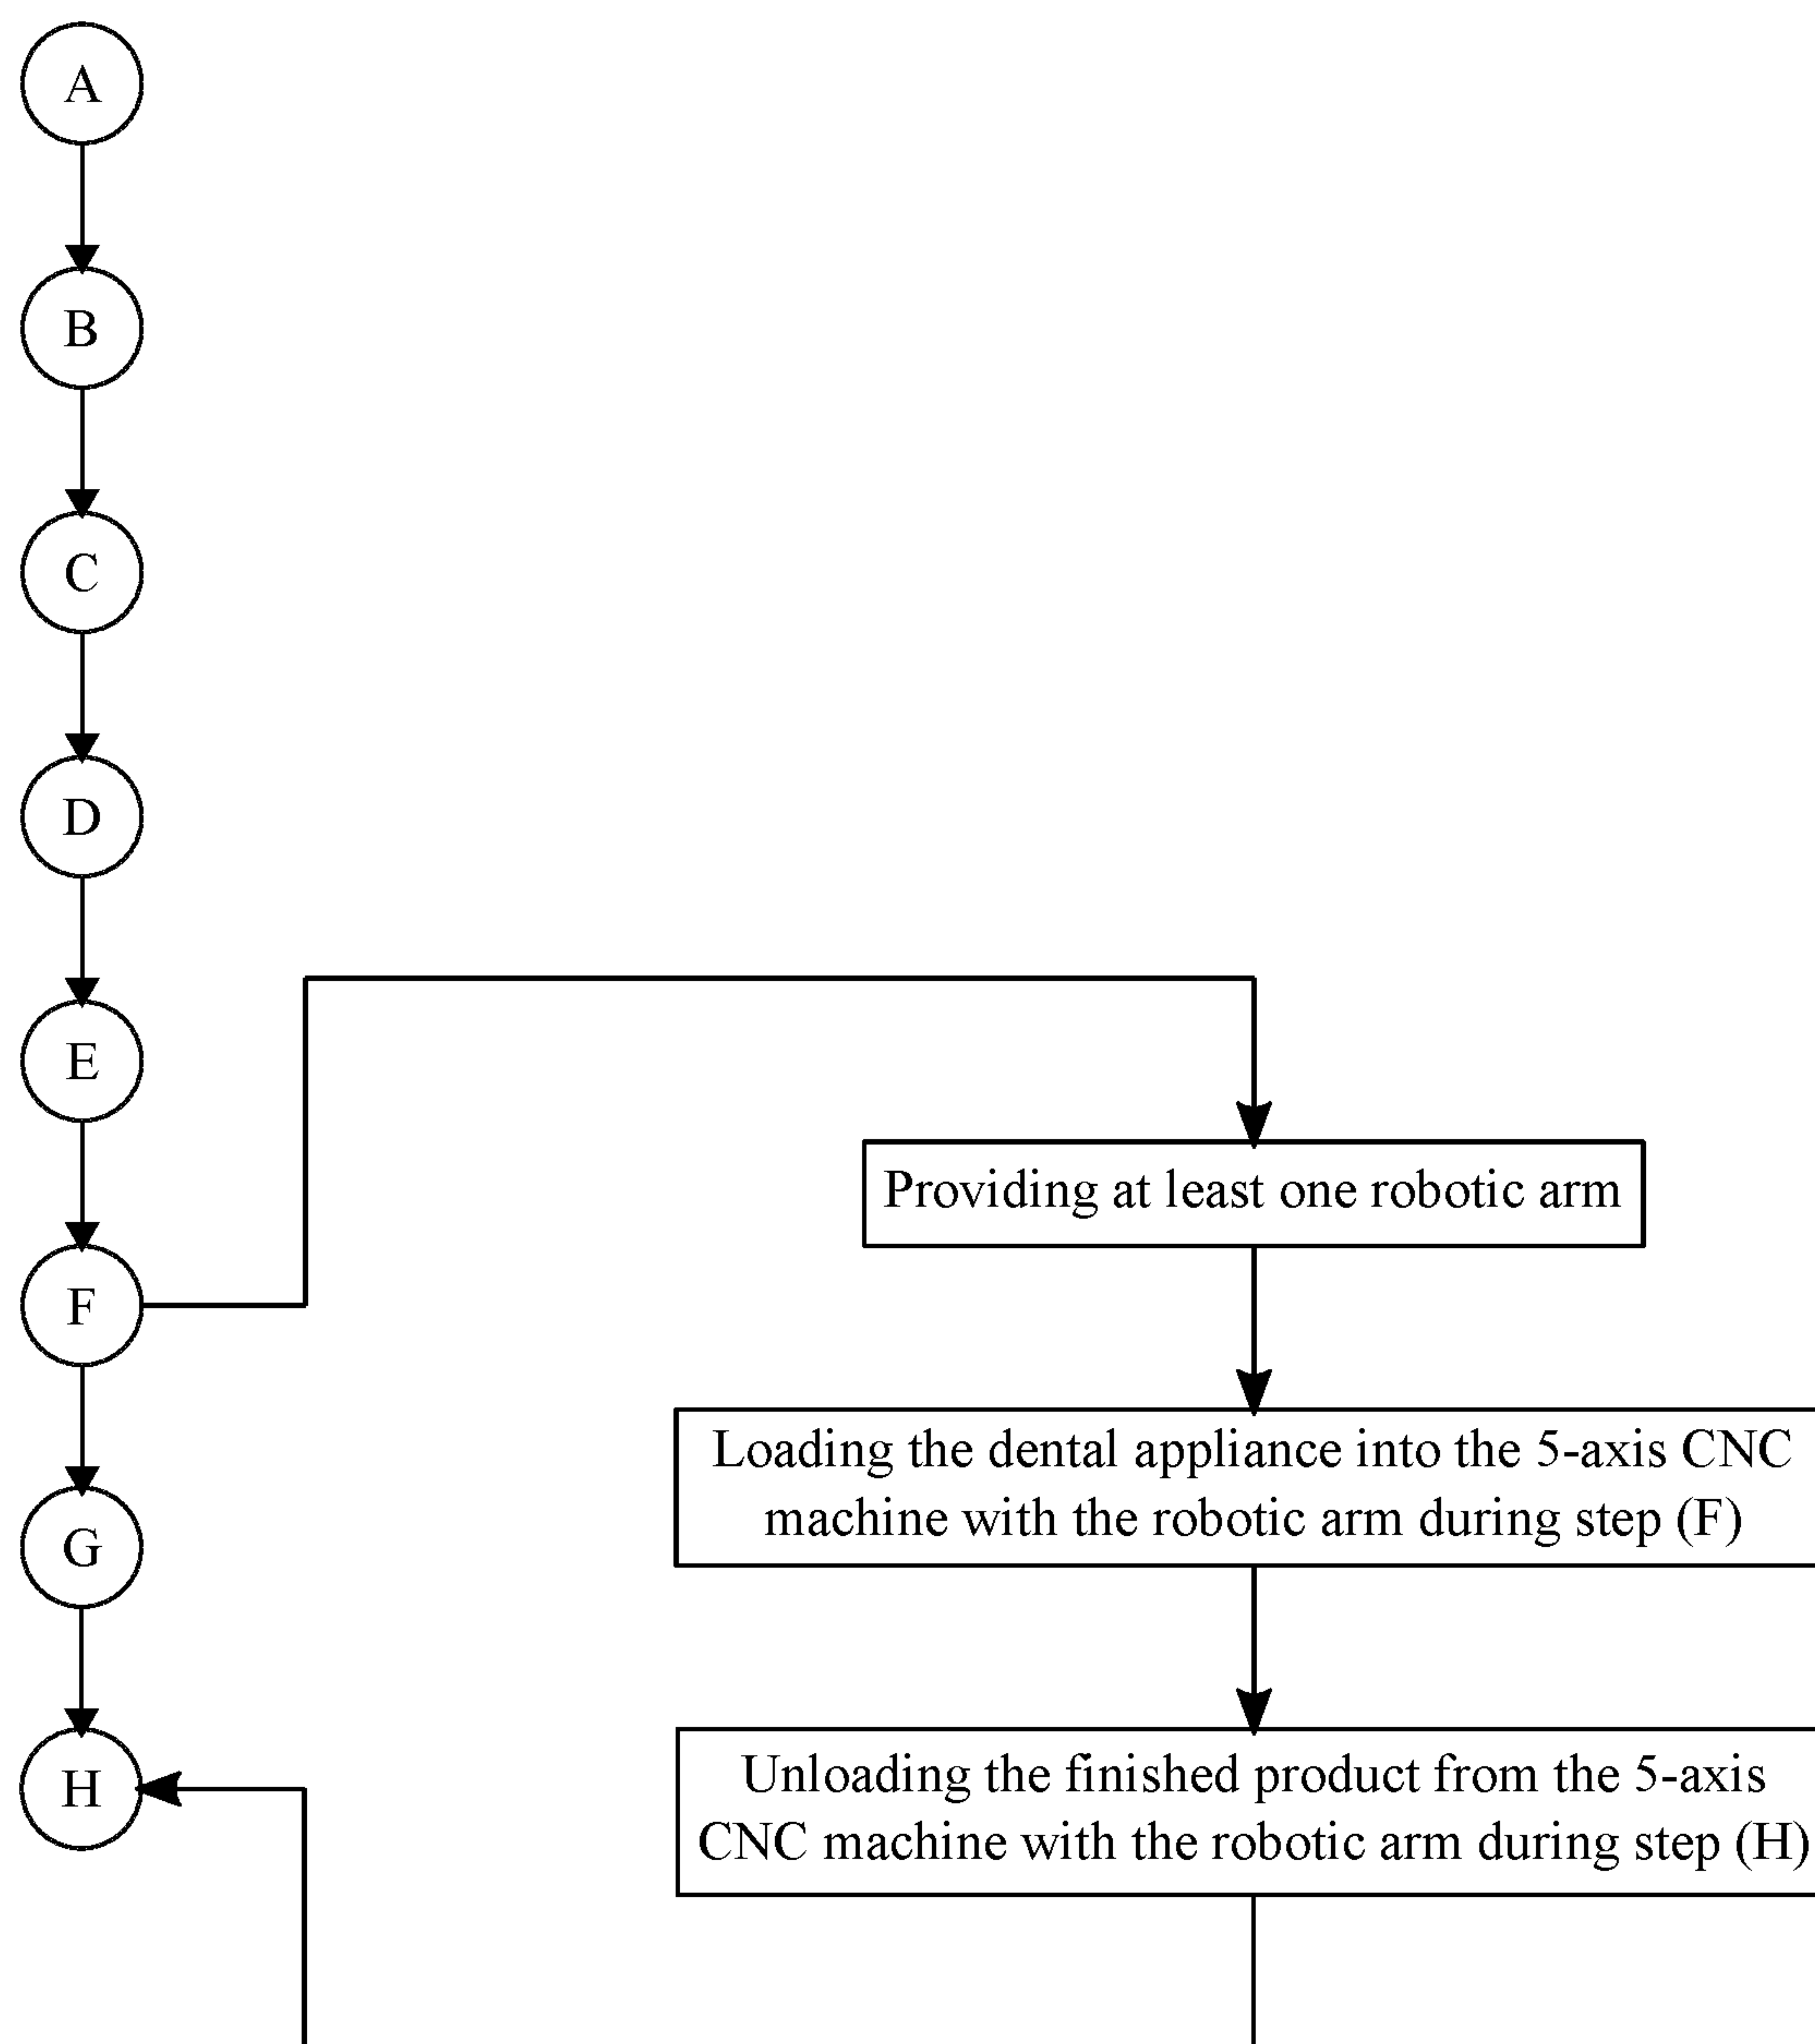 A
B
C
D
E
F
G
H
Providing at least one robotic arm
Loading the dental appliance into the 5-axis CNC
machine with the robotic arm during step (F)
Unloading the finished product from the 5-axis
CNC machine with the robotic arm during step (H)